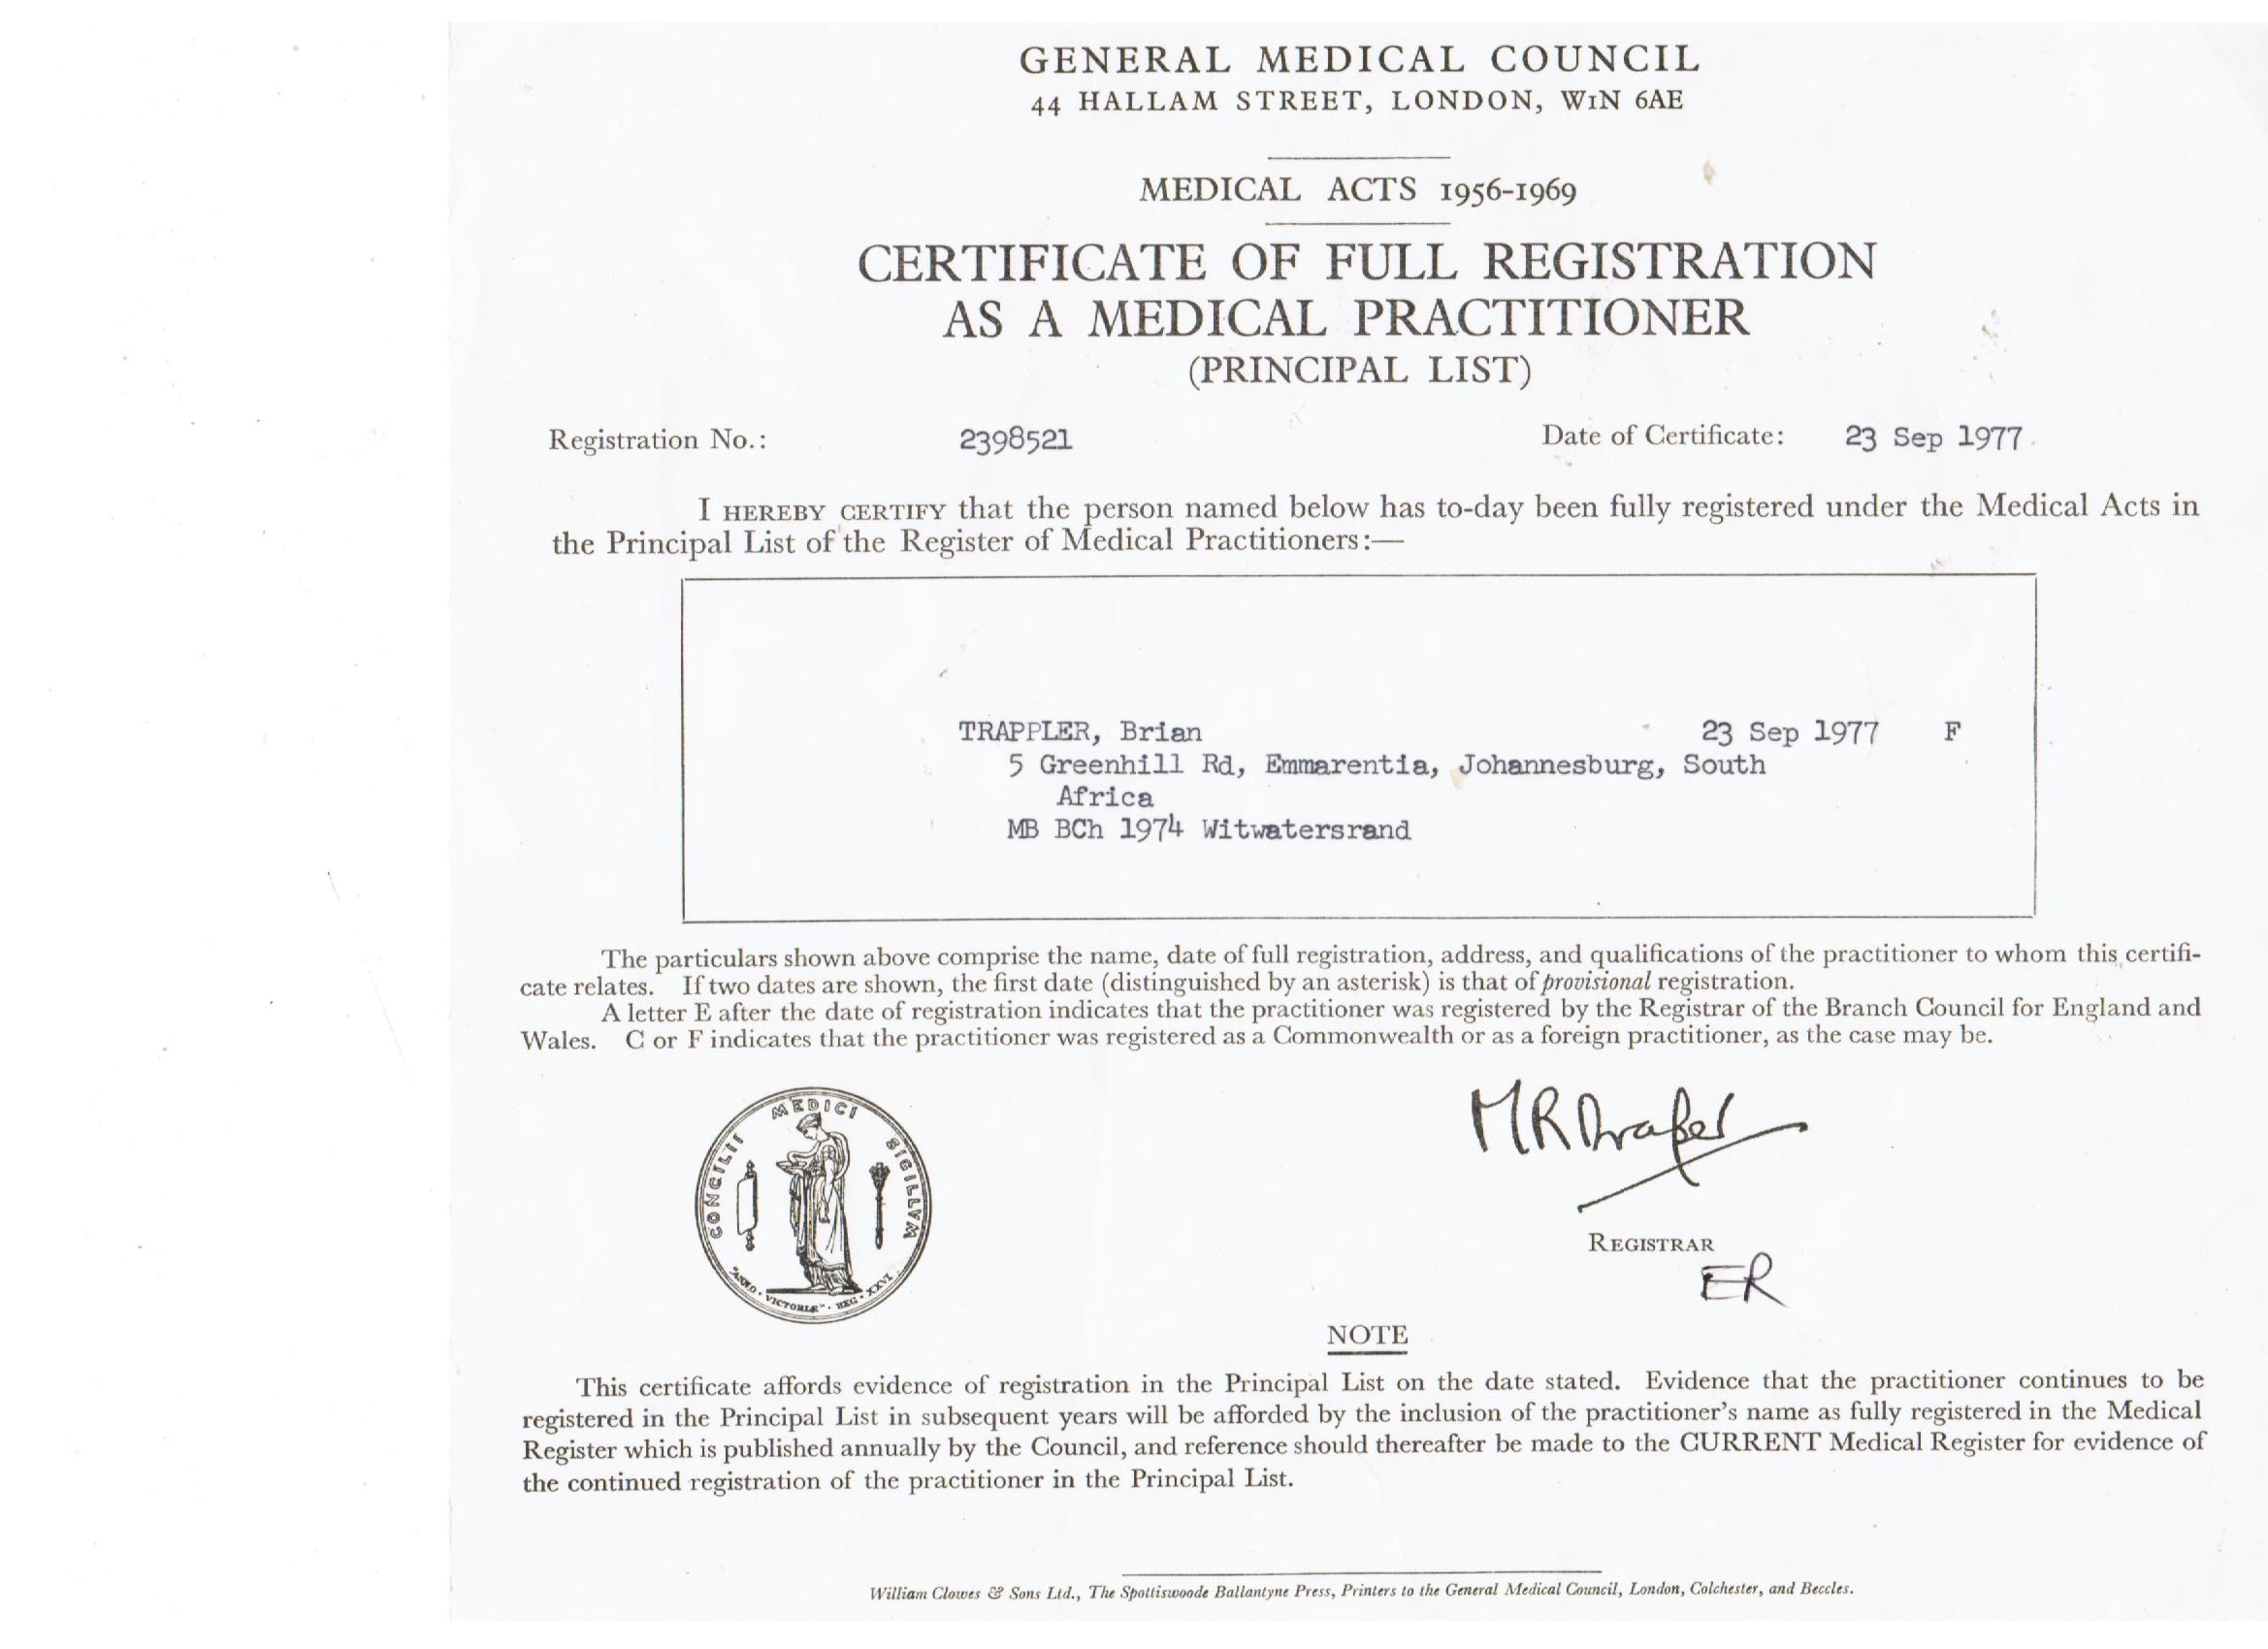 GENERAL MEDICAL COUNCIL
44 HALLAM STREET, LONDON, W1N 6AE
MEDICAL ACTS 1956-1969
CERTIFICATE OF FULL REGISTRATION
AS A MEDICAL PRACTITIONER
(PRINCIPAL LIST)
Registration No.: 2398521 Date of Certificate: 23 Sep 1977
I HEREBY CERTIFY that the person named below has to-day been fully registered under the Medical Acts in
the Principal List of the Register of Medical Practitioners:—
TRAPPLER, Brian 23 Sep 1977 F
5 Greenhill Rd, Emmarentia, Johannesburg, South
Africa
MB BCh 1974 Witwatersrand
The particulars shown above comprise the name, date of full registration, address, and qualifications of the practitioner to whom this certifi-
cate relates. If two dates are shown, the first date (distinguished by an asterisk) is that of provisional registration.
A letter E after the date of registration indicates that the practitioner was registered by the Registrar of the Branch Council for England and
Wales. C or F indicates that the practitioner was registered as a Commonwealth or as a foreign practitioner, as the case may be.
CONCILII MEDICI SIGILLVM
"ANNO · VICTORIÆ" · REG · XXVI
MRDraper
REGISTRAR
ER
NOTE
This certificate affords evidence of registration in the Principal List on the date stated. Evidence that the practitioner continues to be
registered in the Principal List in subsequent years will be afforded by the inclusion of the practitioner's name as fully registered in the Medical
Register which is published annually by the Council, and reference should thereafter be made to the CURRENT Medical Register for evidence of
the continued registration of the practitioner in the Principal List.
William Clowes & Sons Ltd., The Spottiswoode Ballantyne Press, Printers to the General Medical Council, London, Colchester, and Beccles.